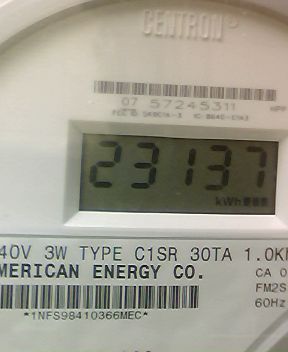 CENTRON
07 57245311
23137
kWh
40V 3W TYPE C1SR 30TA 1.0Kh
MERICAN ENERGY CO.
CA 0
FM2S
60Hz
*1NFS98410366MEC*